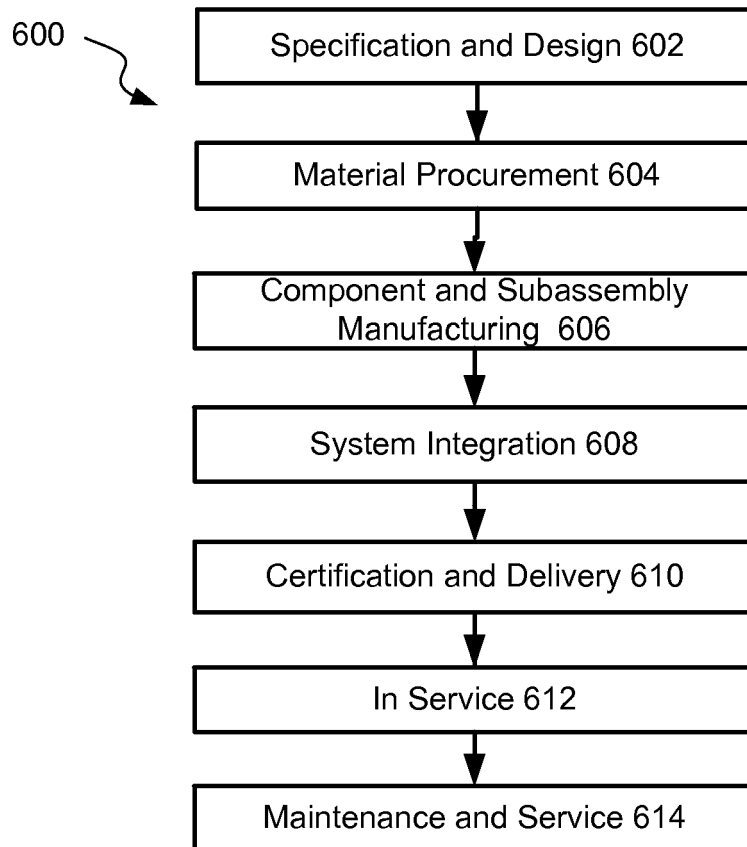 600
Specification and Design 602
Material Procurement 604
Component and Subassembly
Manufacturing 606
System Integration 608
Certification and Delivery 610
In Service 612
Maintenance and Service 614